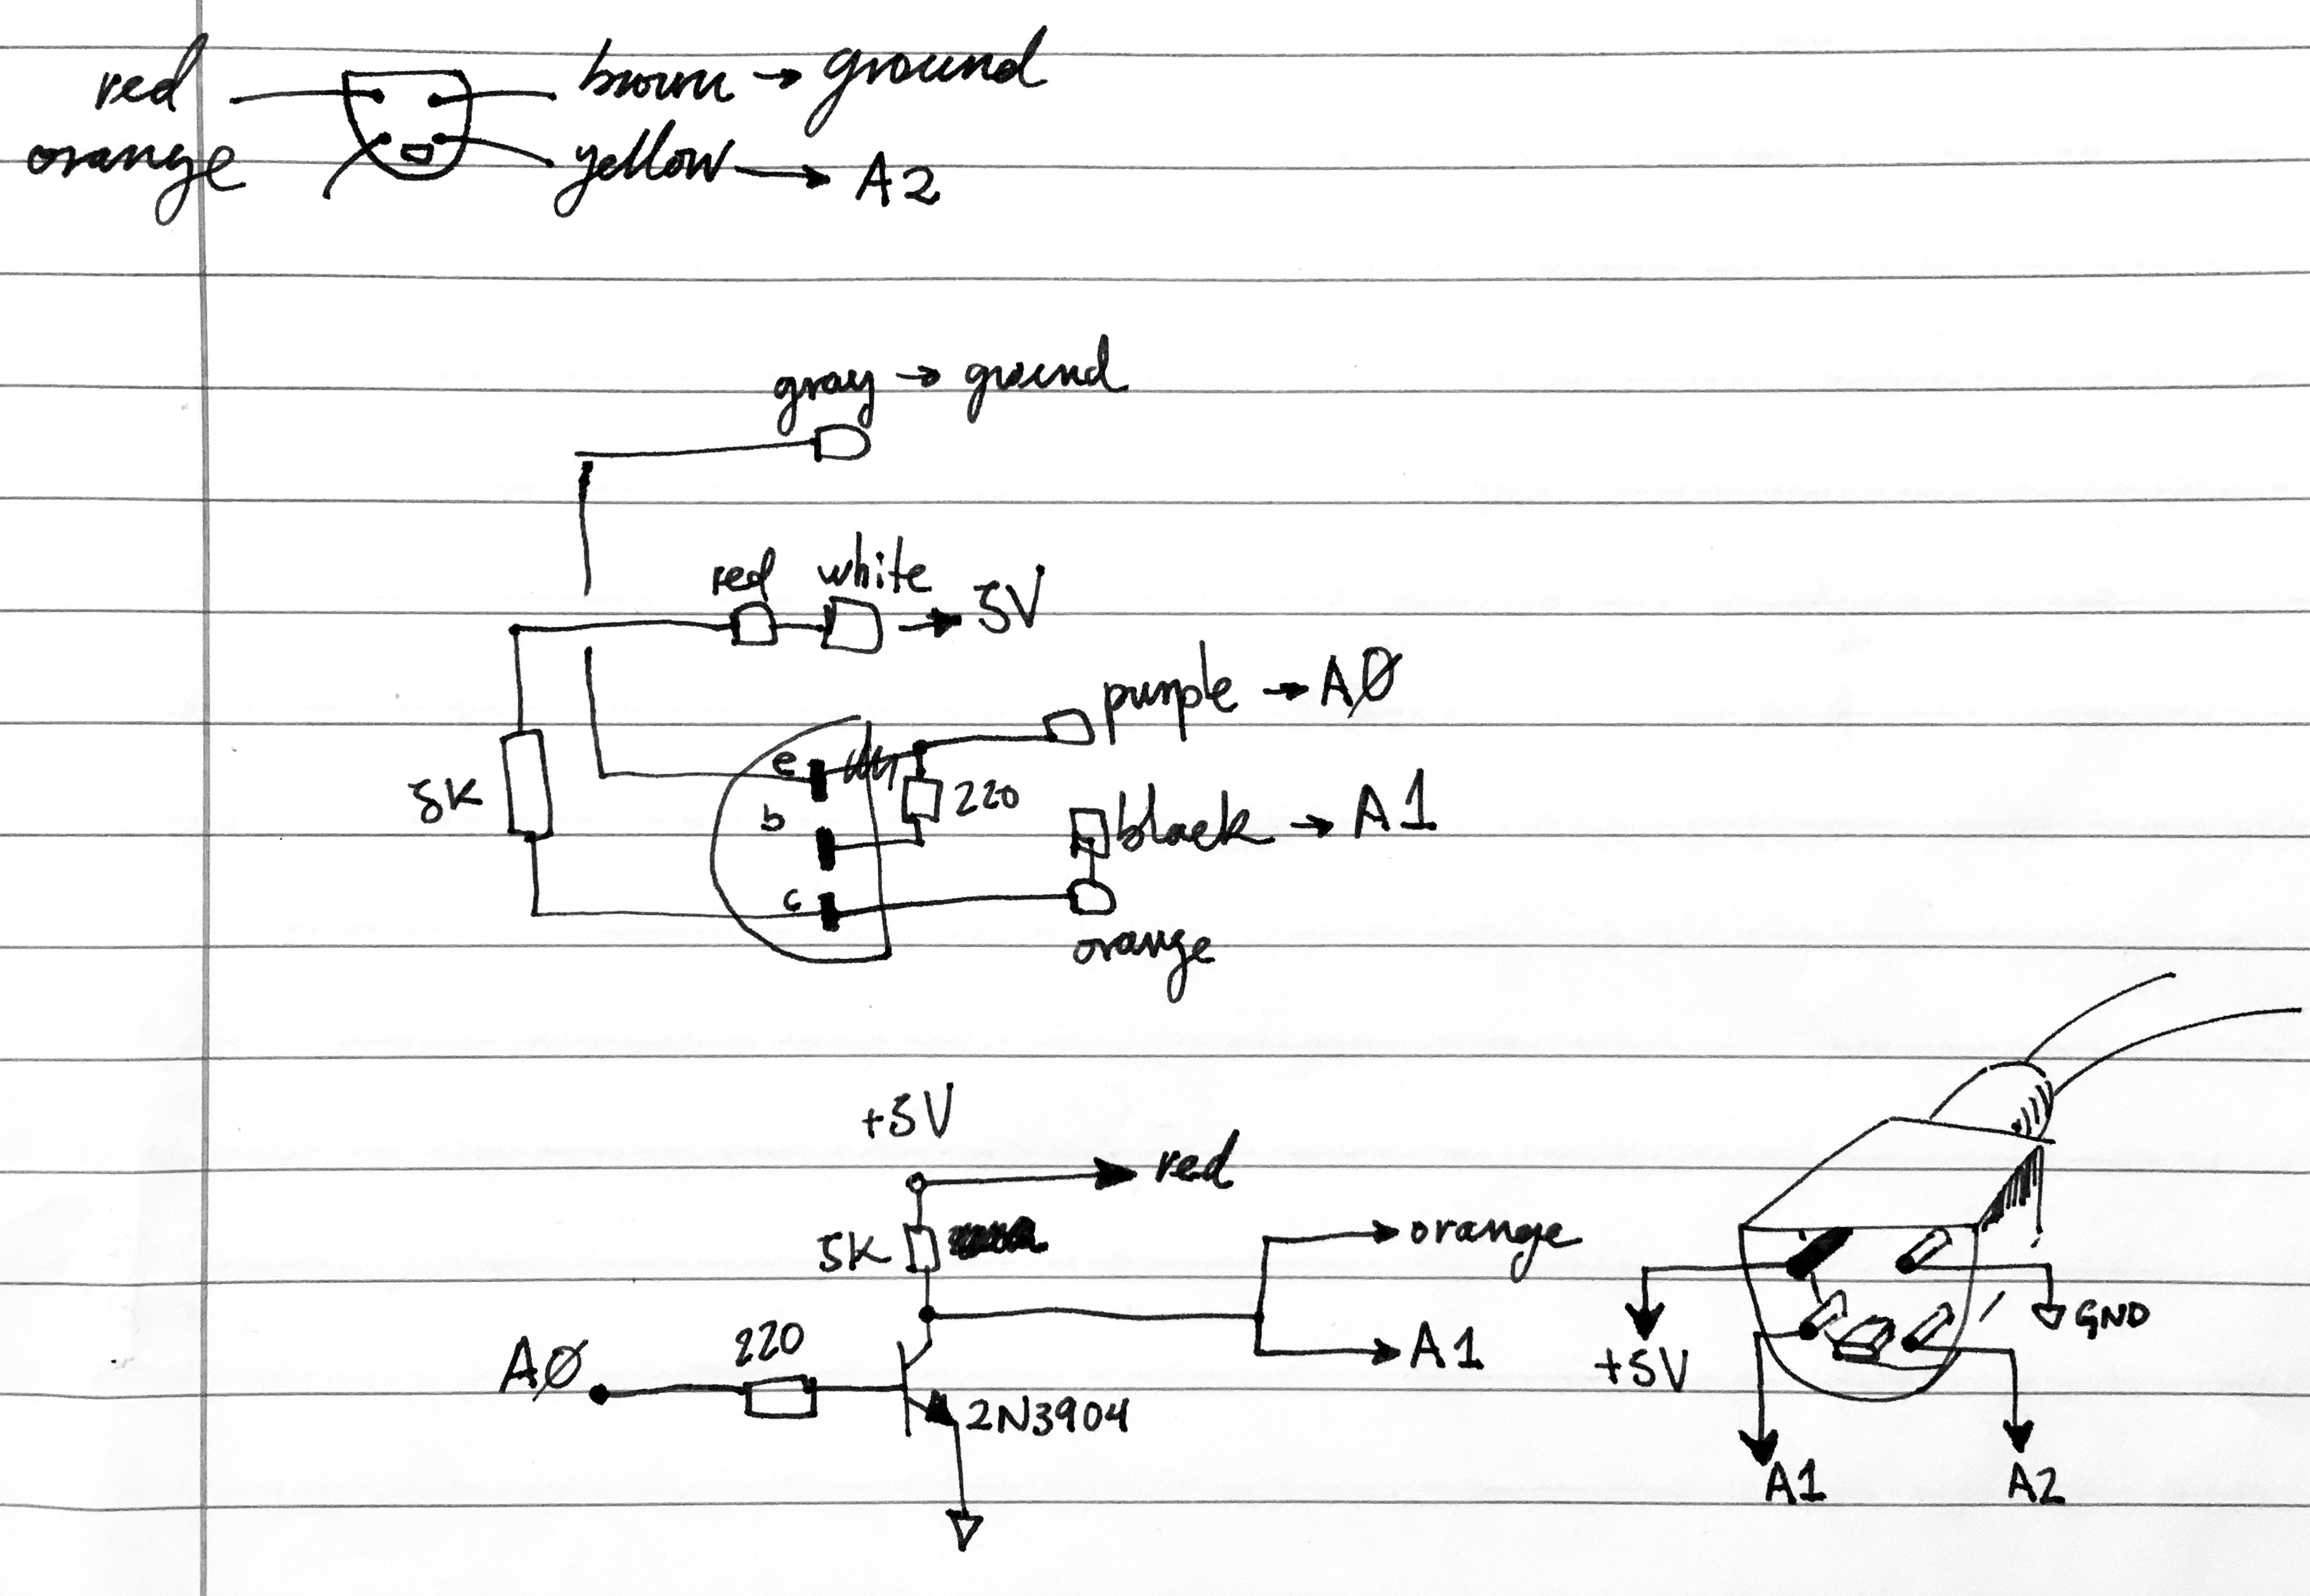 red brown → ground
orange yellow → A2
gray → ground
red white → 5V
purple → AØ
e
5K 220
b black → A1
c
orange
+5V
red
5K orange
220 A1
AØ 2N3904
GND
+5V
A1 A2